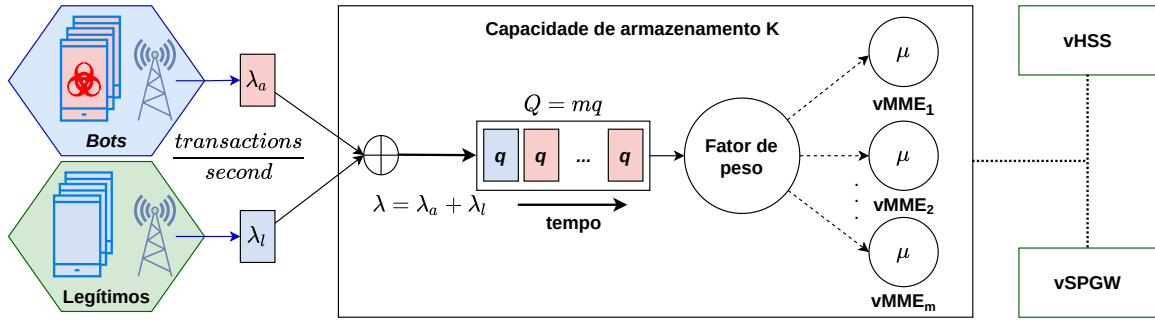 Bots
λa
transactions
second
Legítimos
λl
Capacidade de armazenamento K
Q = mq
q q ... q
λ = λa + λl
tempo
Fator de
peso
μ
vMME1
μ
vMME2
. . .
μ
vMMEm
vHSS
vSPGW